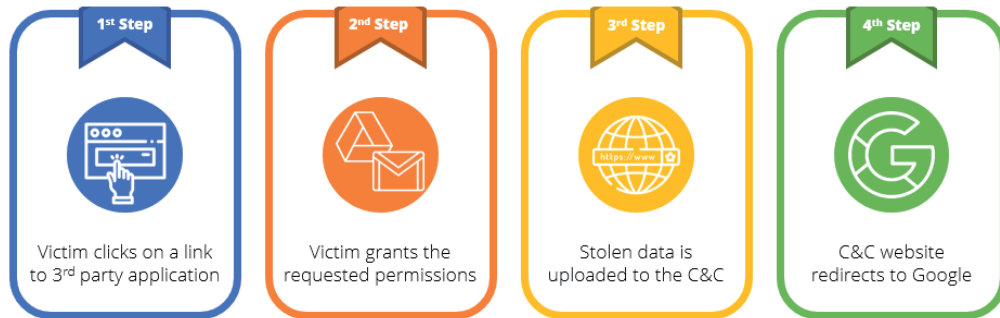 1st Step
Victim clicks on a link
to 3rd party application
2nd Step
Victim grants the
requested permissions
3rd Step
https://www
Stolen data is
uploaded to the C&C
4th Step
C&C website
redirects to Google